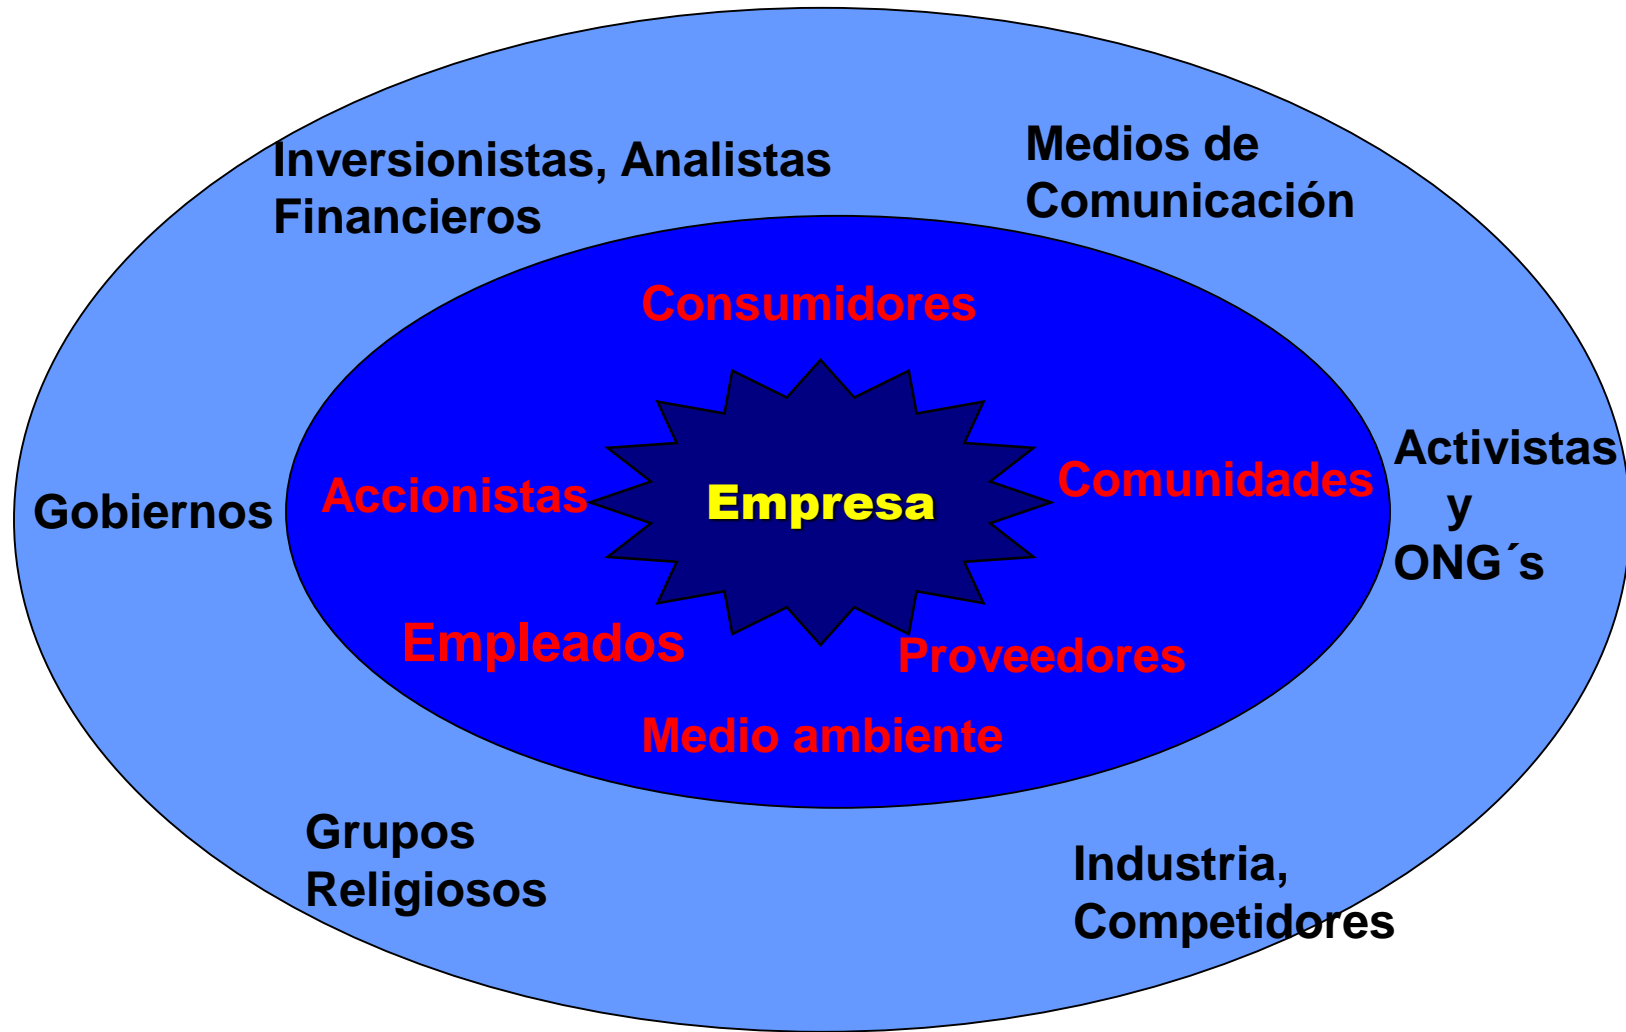 Inversionistas, Analistas
Financieros
Medios de
Comunicación
Consumidores
Gobiernos
Accionistas
Empresa
Comunidades
Activistas
y
ONG´s
Empleados
Proveedores
Medio ambiente
Grupos
Religiosos
Industria,
Competidores